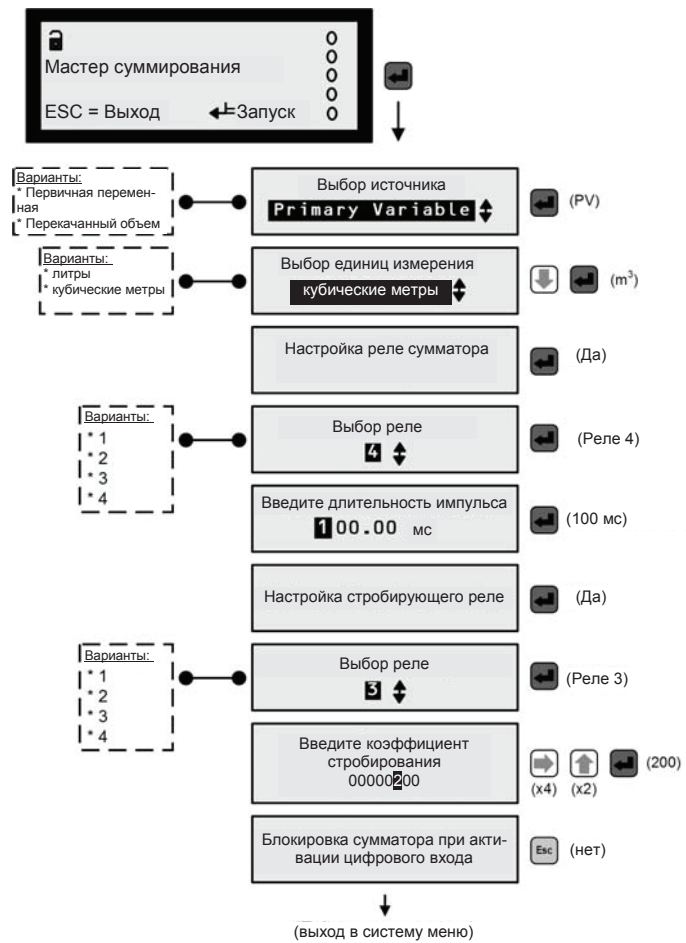 Мастер суммирования
ESC = Выход
Запуск
Варианты:
* Первичная перемен-
ная
* Перекачанный объем
Выбор источника
Primary Variable
(PV)
Варианты:
* литры
* кубические метры
Выбор единиц измерения
кубические метры
(m³)
Настройка реле сумматора
(Да)
Варианты:
* 1
* 2
* 3
* 4
Выбор реле
4
(Реле 4)
Введите длительность импульса
100.00 мс
(100 мс)
Настройка стробирующего реле
(Да)
Варианты:
* 1
* 2
* 3
* 4
Выбор реле
3
(Реле 3)
Введите коэффициент
стробирования
00000200
(x4) (x2)
(200)
Блокировка сумматора при акти-
вации цифрового входа
Esc
(нет)
(выход в систему меню)